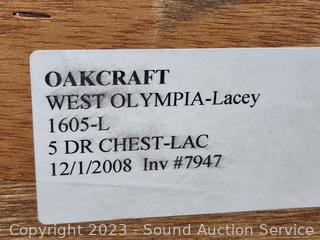 OAKCRAFT
WEST OLYMPIA-Lacey
1605-L
5 DR CHEST-LAC
12/1/2008 Inv #7947
Copyright © 2023 - Sound Auction Service